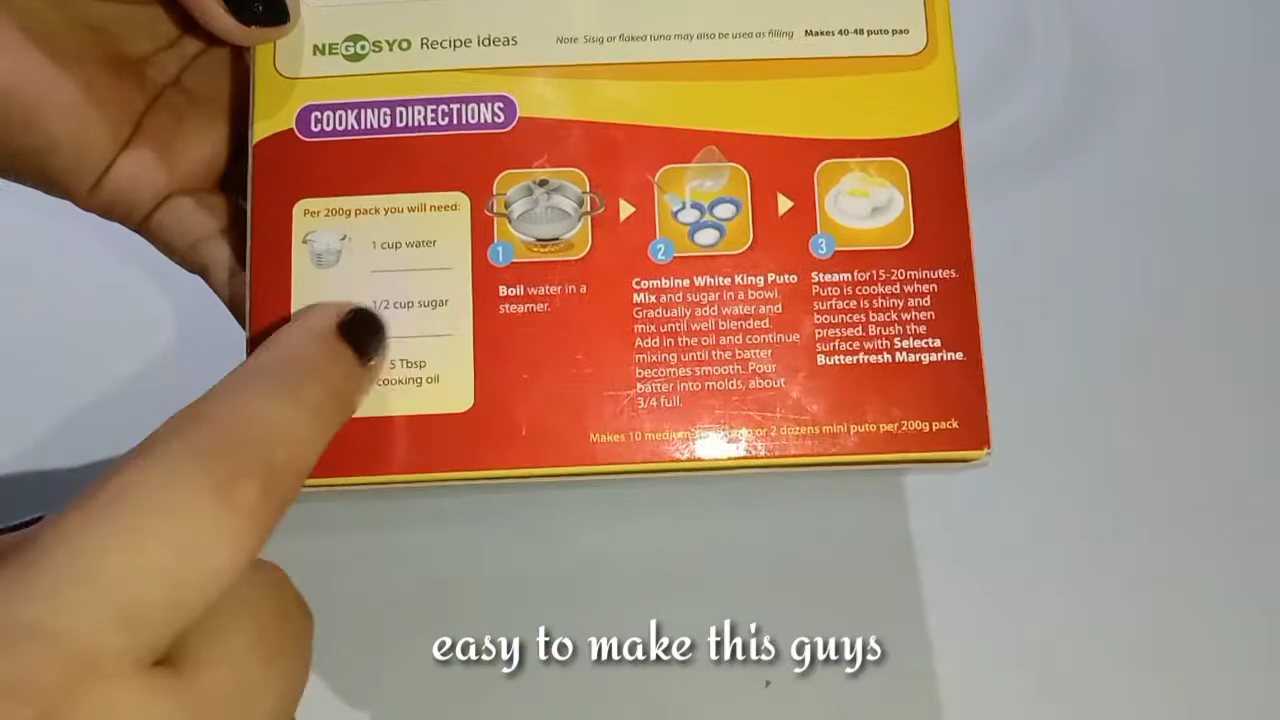 NEGOSYO Recipe Ideas
Note: Sisig or flaked tuna may also be used as filling
Makes 40-48 puto pao
COOKING DIRECTIONS
Per 200g pack you will need:
1 cup water
1/2 cup sugar
5 Tbsp
cooking oil
1
Boil water in a
steamer.
2
Combine White King Puto
Mix and sugar in a bowl.
Gradually add water and
mix until well blended.
Add in the oil and continue
mixing until the batter
becomes smooth. Pour
batter into molds, about
3/4 full.
3
Steam for 15-20 minutes.
Puto is cooked when
surface is shiny and
bounces back when
pressed. Brush the
surface with Selecta
Butterfresh Margarine.
Makes 10 or 2 dozens mini puto per 200g pack
easy to make this guys